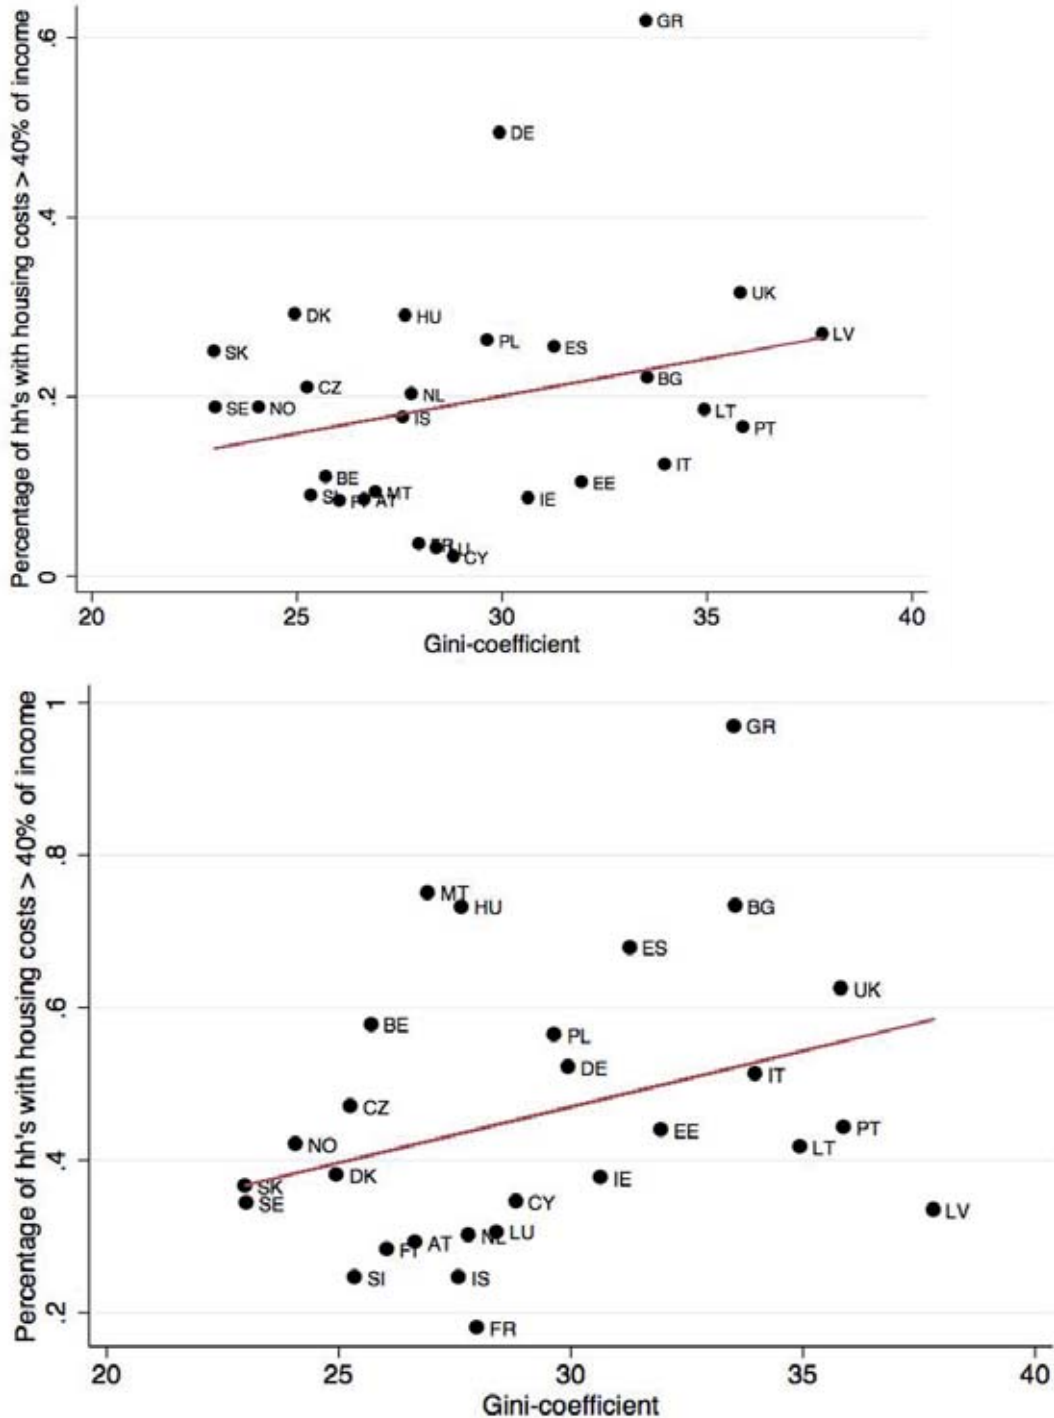 Percentage of hh's with housing costs > 40% of income
.6
.4
.2
0
GR
DE
UK
DK
HU
LV
PL
ES
SK
BG
CZ
NL
SE
NO
LT
IS
PT
IT
BE
EE
MT
AT
IE
CY
20
25
30
35
40
Gini-coefficient
Percentage of hh's with housing costs > 40% of income
1
.8
.6
.4
.2
GR
MT
HU
BG
ES
UK
BE
PL
DE
IT
CZ
PT
EE
NO
LT
DK
IE
SK
SE
CY
LV
LU
NL
AT
FI
SI
IS
FR
20
25
30
35
40
Gini-coefficient